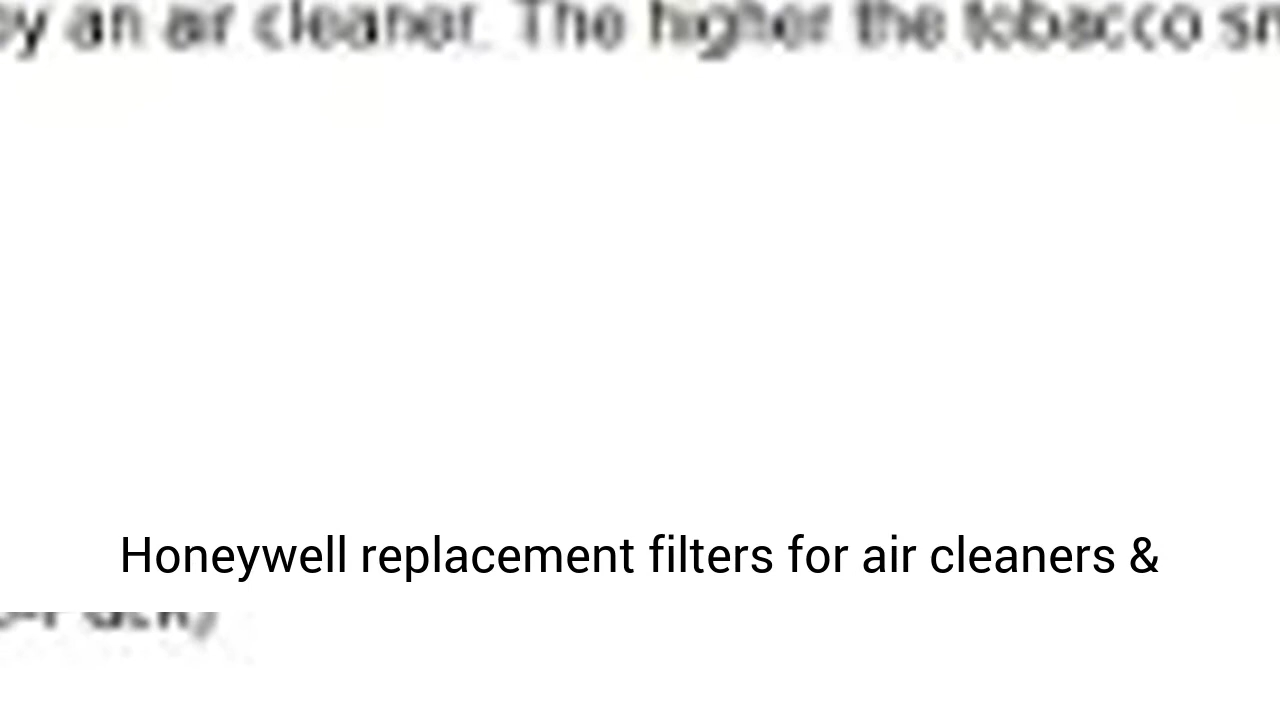 an air cleaner. The higher the tobacco
Honeywell replacement filters for air cleaners &